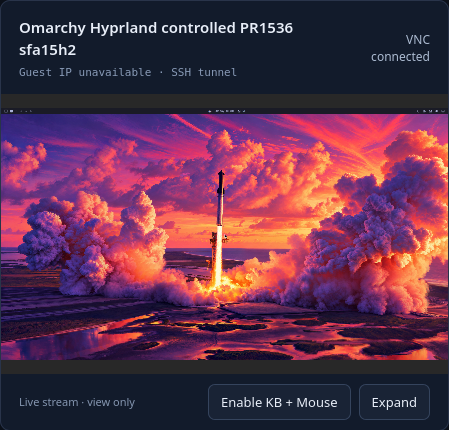 Omarchy Hyprland controlled PR1536
sfa15h2
VNC
connected
Guest IP unavailable · SSH tunnel
Live stream · view only
Enable KB + Mouse
Expand